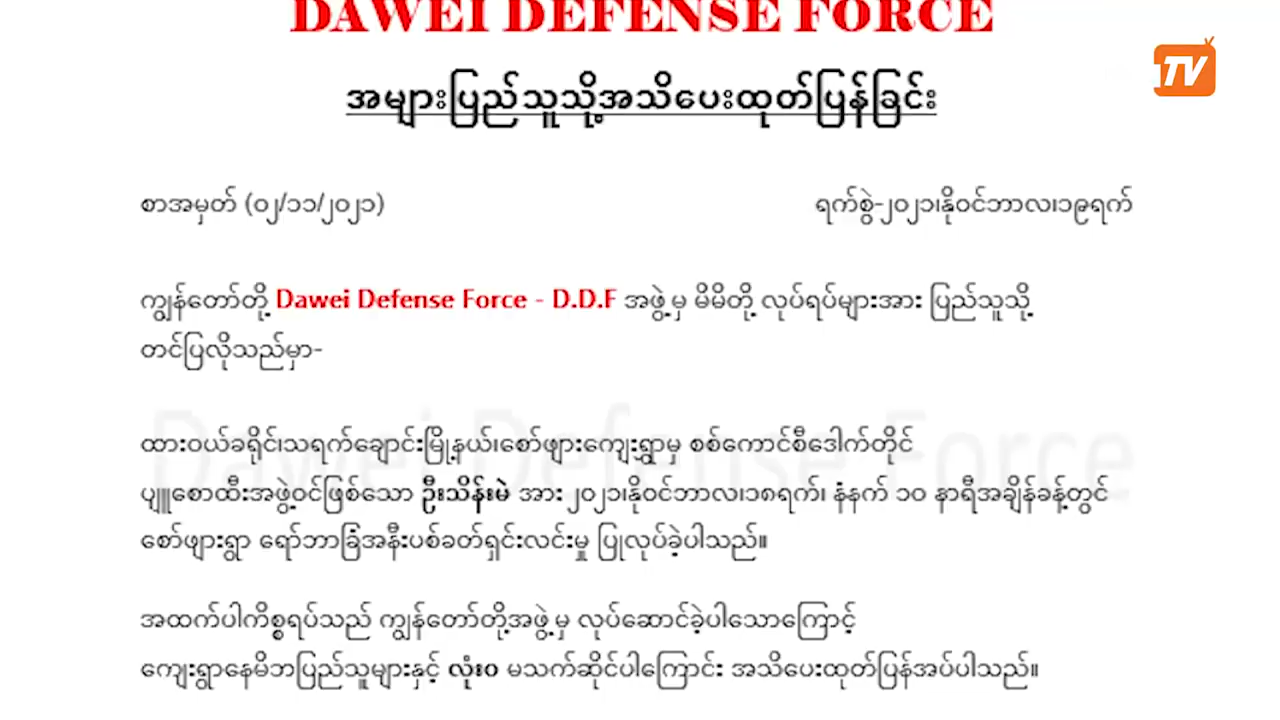 DAWEI DEFENSE FORCE
TV
အများပြည်သူသို့အသိပေးထုတ်ပြန်ခြင်း
စာအမှတ် (၀၂/၁၁/၂၀၂၁) ရက်စွဲ-၂၀၂၁၊နိုဝင်ဘာလ၊၁၉ရက်
ကျွန်တော်တို့ Dawei Defense Force - D.D.F အဖွဲ့မှ မိမိတို့ လုပ်ရပ်များအား ပြည်သူသို့
တင်ပြလိုသည်မှာ-
Dawei Defense Force
ထားဝယ်ခရိုင်၊သရက်ချောင်းမြို့နယ်၊စော်ဖျားကျေးရွာမှ စစ်ကောင်စီဒေါက်တိုင်
ပျူစောထီးအဖွဲ့ဝင်ဖြစ်သော ဦးသိန်းမဲ အား၂၀၂၁၊နိုဝင်ဘာလ၊၁၈ရက်၊ နံနက် ၁၀ နာရီအချိန်ခန့်တွင်
စော်ဖျားရွာ ရော်ဘာခြံအနီးပစ်ခတ်ရှင်းလင်းမှု ပြုလုပ်ခဲ့ပါသည်။
အထက်ပါကိစ္စရပ်သည် ကျွန်တော်တို့အဖွဲ့မှ လုပ်ဆောင်ခဲ့ပါသောကြောင့်
ကျေးရွာနေမိဘပြည်သူများနှင့် လုံးဝ မသက်ဆိုင်ပါကြောင်း အသိပေးထုတ်ပြန်အပ်ပါသည်။